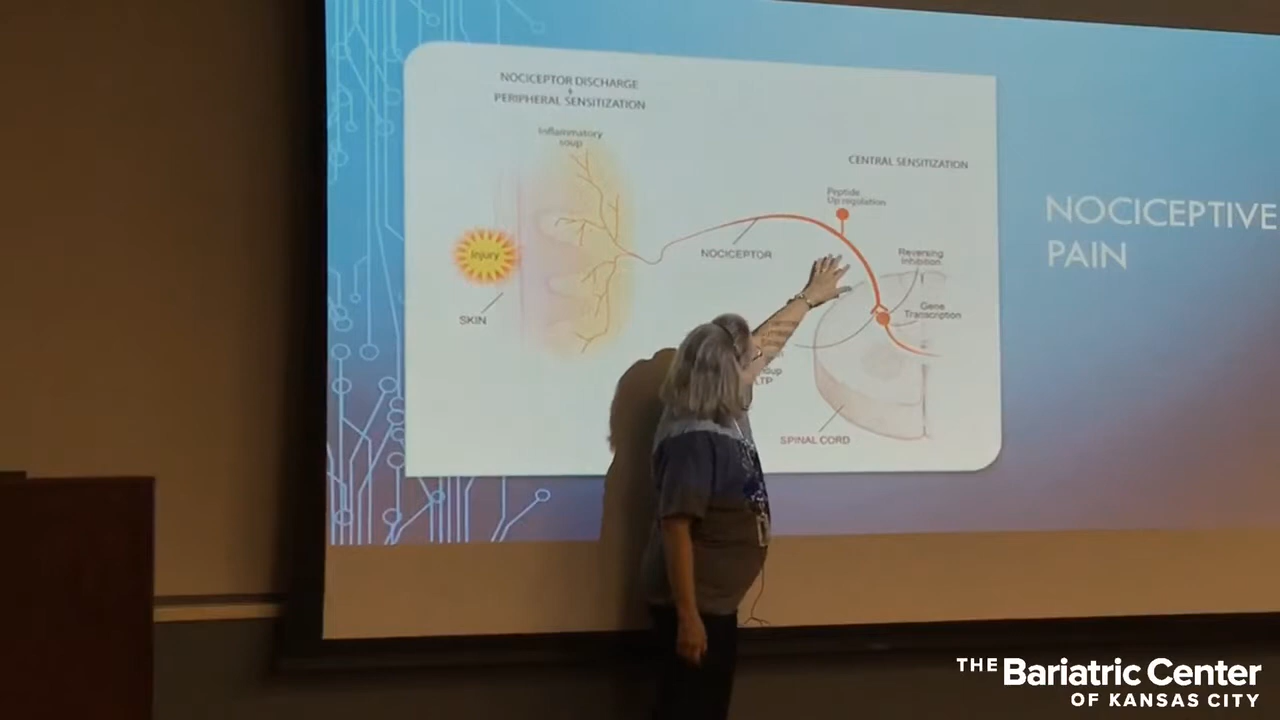 NOCICEPTOR DISCHARGE
+
PERIPHERAL SENSITIZATION
Inflammatory
soup
CENTRAL SENSITIZATION
Peptide
Up regulation
NOCICEPTIVE
PAIN
NOCICEPTOR
Injury
Reversing
Inhibition
Gene
Transcription
SKIN
LTP
SPINAL CORD
THE Bariatric Center
OF KANSAS CITY